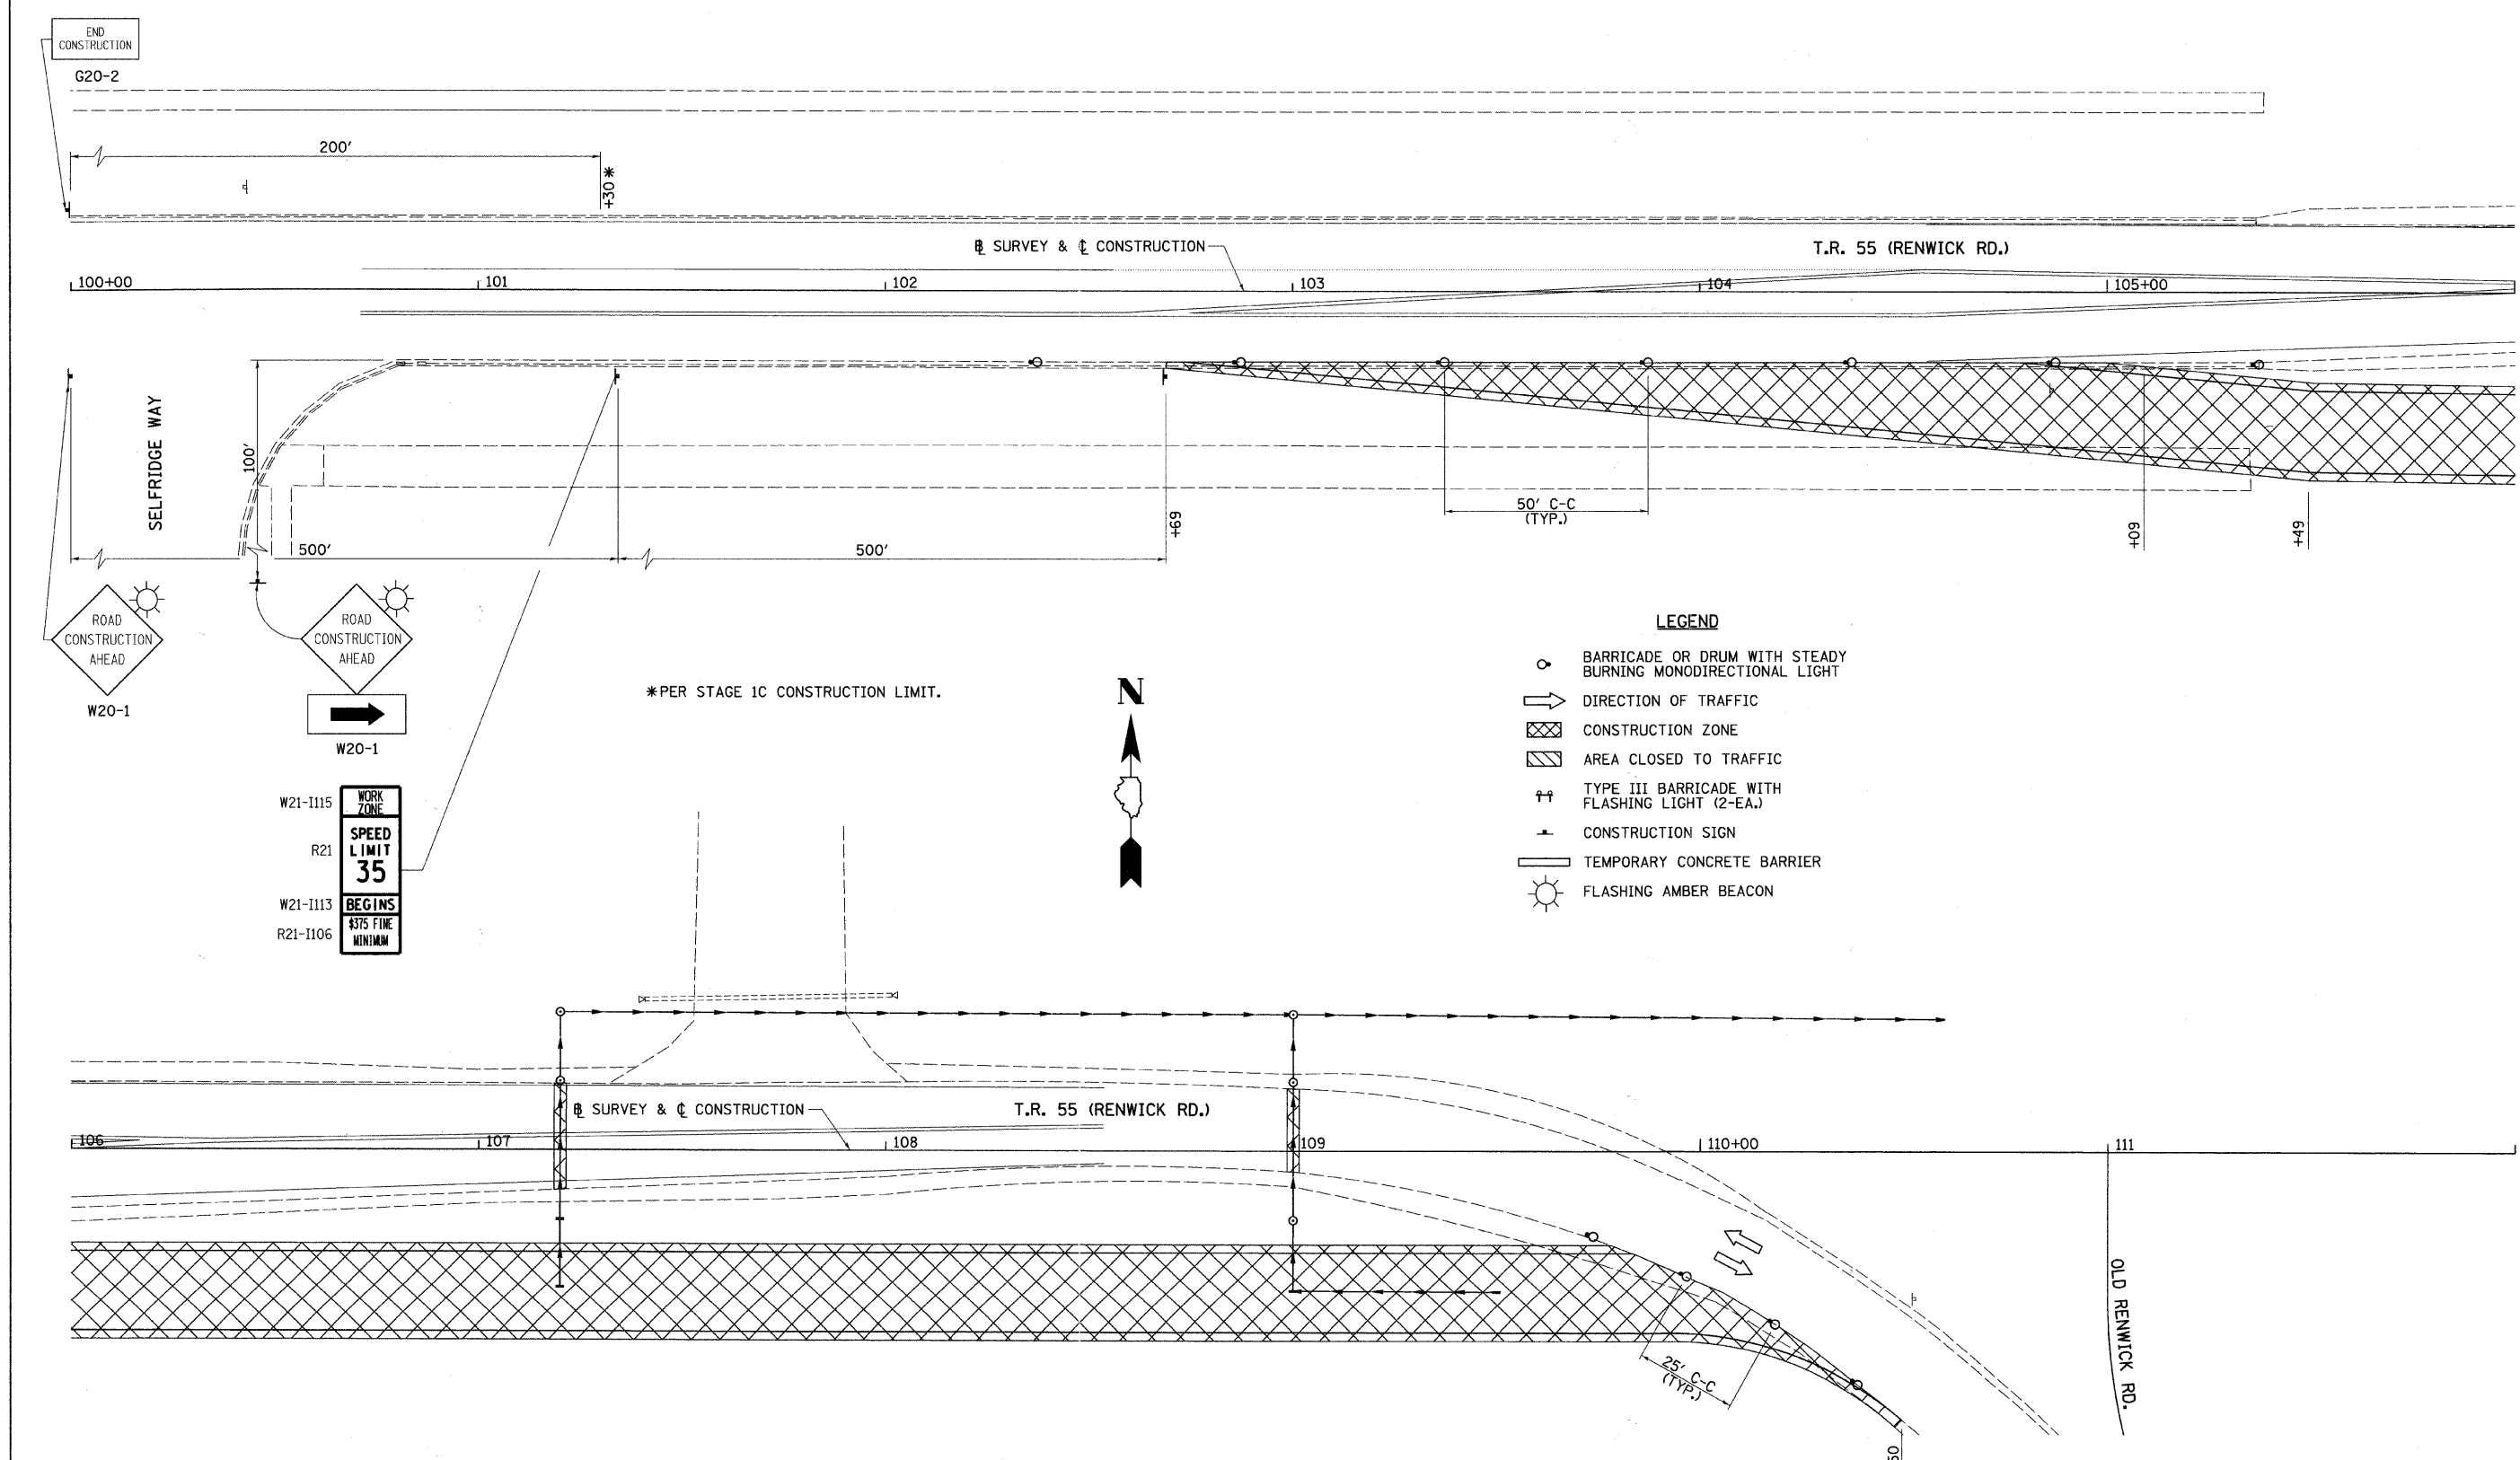 END
CONSTRUCTION
G20-2
200'
+30 *
℄ SURVEY & ℄ CONSTRUCTION
T.R. 55 (RENWICK RD.)
100+00
101
102
103
104
105+00
SELFRIDGE WAY
100'
500'
500'
+69
50' C-C
(TYP.)
+09
+49
ROAD
CONSTRUCTION
AHEAD
W20-1
ROAD
CONSTRUCTION
AHEAD
W20-1
*PER STAGE 1C CONSTRUCTION LIMIT.
N
W21-I115
WORK
ZONE
R21
SPEED
LIMIT
35
W21-I113
BEGINS
R21-I106
$375 FINE
MINIMUM
LEGEND
BARRICADE OR DRUM WITH STEADY
BURNING MONODIRECTIONAL LIGHT
DIRECTION OF TRAFFIC
CONSTRUCTION ZONE
AREA CLOSED TO TRAFFIC
TYPE III BARRICADE WITH
FLASHING LIGHT (2-EA.)
CONSTRUCTION SIGN
TEMPORARY CONCRETE BARRIER
FLASHING AMBER BEACON
℄ SURVEY & ℄ CONSTRUCTION
T.R. 55 (RENWICK RD.)
106
107
108
109
110+00
111
OLD RENWICK RD.
25' C-C
(TYP.)